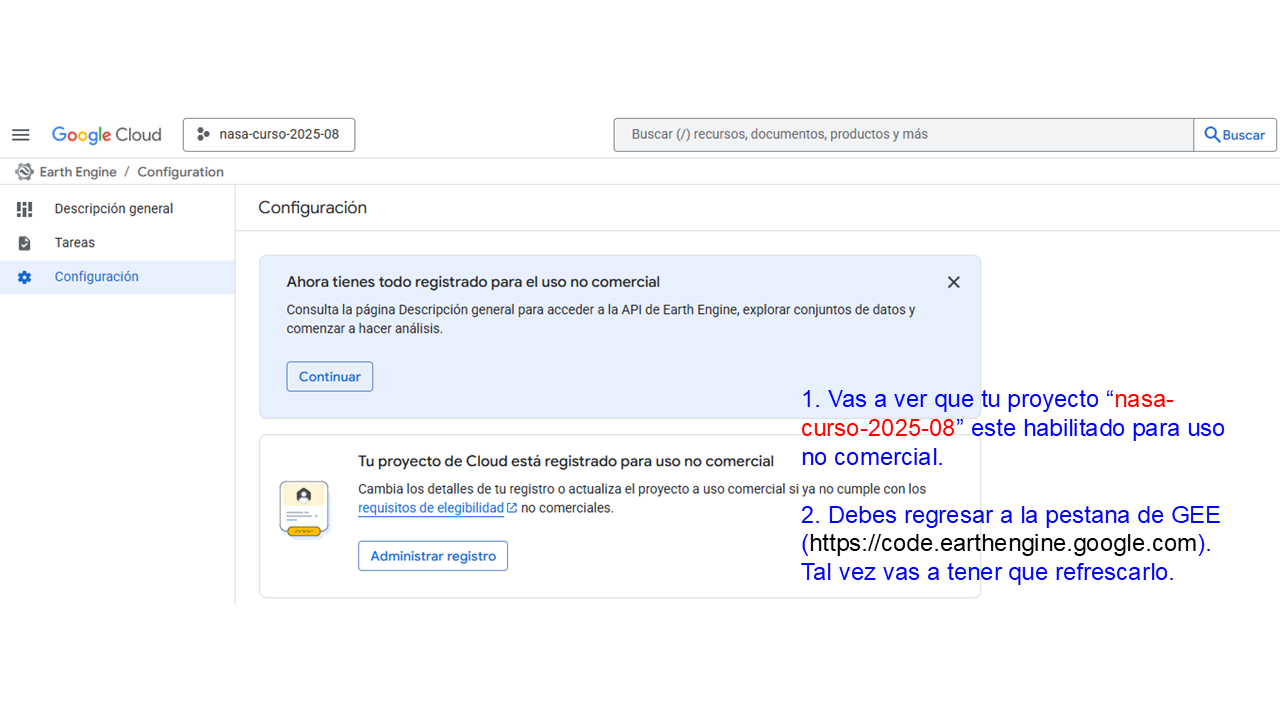 Google Cloud
nasa-curso-2025-08
Buscar (/) recursos, documentos, productos y más
Buscar
Earth Engine / Configuration
Descripción general
Tareas
Configuración
Configuración
Ahora tienes todo registrado para el uso no comercial
Consulta la página Descripción general para acceder a la API de Earth Engine, explorar conjuntos de datos y
comenzar a hacer análisis.
Continuar
Tu proyecto de Cloud está registrado para uso no comercial
Cambia los detalles de tu registro o actualiza el proyecto a uso comercial si ya no cumple con los
requisitos de elegibilidad no comerciales.
Administrar registro
1. Vas a ver que tu proyecto “nasa-
curso-2025-08” este habilitado para uso
no comercial.
2. Debes regresar a la pestana de GEE
(https://code.earthengine.google.com).
Tal vez vas a tener que refrescarlo.